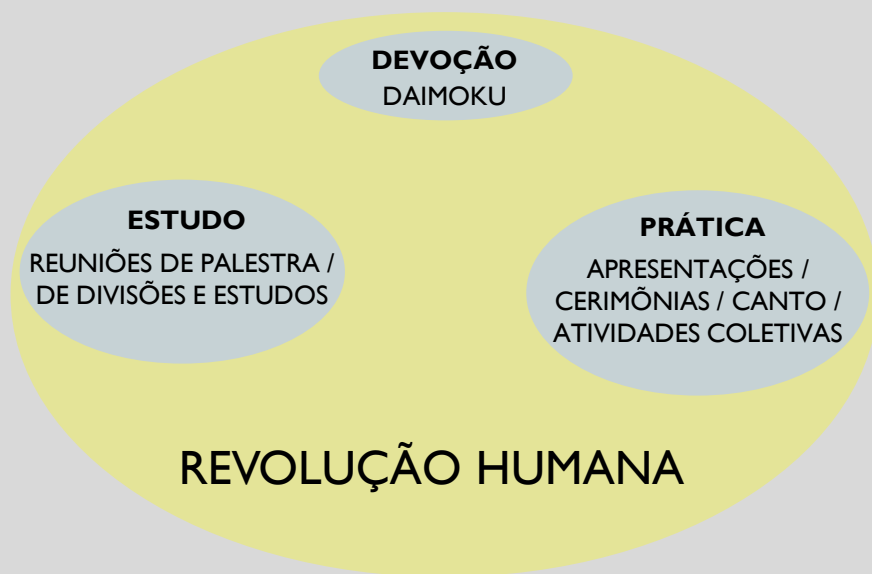 DEVOÇÃO
DAIMOKU
ESTUDO
REUNIÕES DE PALESTRA /
DE DIVISÕES E ESTUDOS
PRÁTICA
APRESENTAÇÕES /
CERIMÕNIAS / CANTO /
ATIVIDADES COLETIVAS
REVOLUÇÃO HUMANA